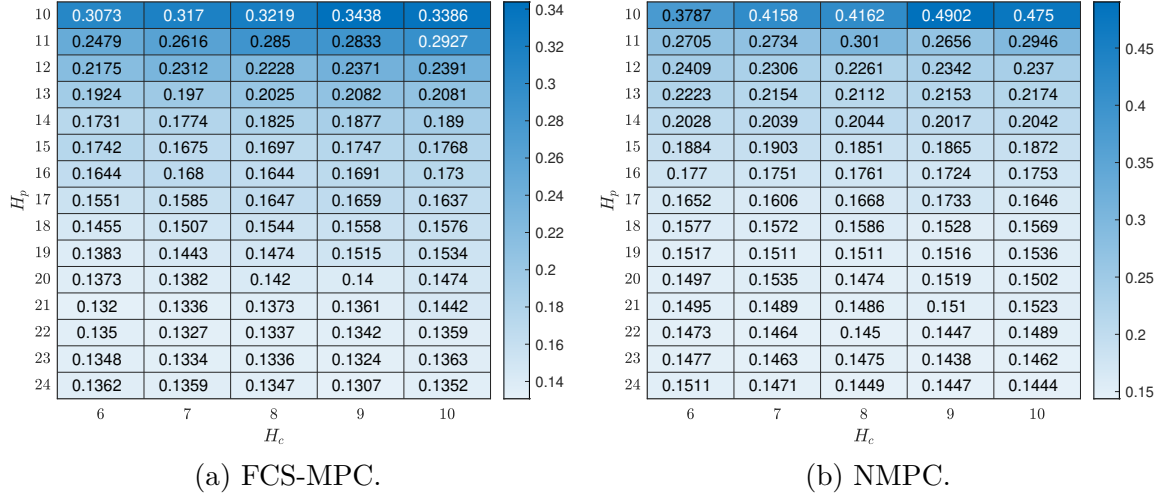 10 0.3073 0.317 0.3219 0.3438 0.3386
11 0.2479 0.2616 0.285 0.2833 0.2927
12 0.2175 0.2312 0.2228 0.2371 0.2391
13 0.1924 0.197 0.2025 0.2082 0.2081
14 0.1731 0.1774 0.1825 0.1877 0.189
15 0.1742 0.1675 0.1697 0.1747 0.1768
16 0.1644 0.168 0.1644 0.1691 0.173
17 0.1551 0.1585 0.1647 0.1659 0.1637
18 0.1455 0.1507 0.1544 0.1558 0.1576
19 0.1383 0.1443 0.1474 0.1515 0.1534
20 0.1373 0.1382 0.142 0.14 0.1474
21 0.132 0.1336 0.1373 0.1361 0.1442
22 0.135 0.1327 0.1337 0.1342 0.1359
23 0.1348 0.1334 0.1336 0.1324 0.1363
24 0.1362 0.1359 0.1347 0.1307 0.1352
6 7 8 9 10
H_c
H_p
0.34
0.32
0.3
0.28
0.26
0.24
0.22
0.2
0.18
0.16
0.14
(a) FCS-MPC.
10 0.3787 0.4158 0.4162 0.4902 0.475
11 0.2705 0.2734 0.301 0.2656 0.2946
12 0.2409 0.2306 0.2261 0.2342 0.237
13 0.2223 0.2154 0.2112 0.2153 0.2174
14 0.2028 0.2039 0.2044 0.2017 0.2042
15 0.1884 0.1903 0.1851 0.1865 0.1872
16 0.177 0.1751 0.1761 0.1724 0.1753
17 0.1652 0.1606 0.1668 0.1733 0.1646
18 0.1577 0.1572 0.1586 0.1528 0.1569
19 0.1517 0.1511 0.1511 0.1516 0.1536
20 0.1497 0.1535 0.1474 0.1519 0.1502
21 0.1495 0.1489 0.1486 0.151 0.1523
22 0.1473 0.1464 0.145 0.1447 0.1489
23 0.1477 0.1463 0.1475 0.1438 0.1462
24 0.1511 0.1471 0.1449 0.1447 0.1444
6 7 8 9 10
H_c
H_p
0.45
0.4
0.35
0.3
0.25
0.2
0.15
(b) NMPC.